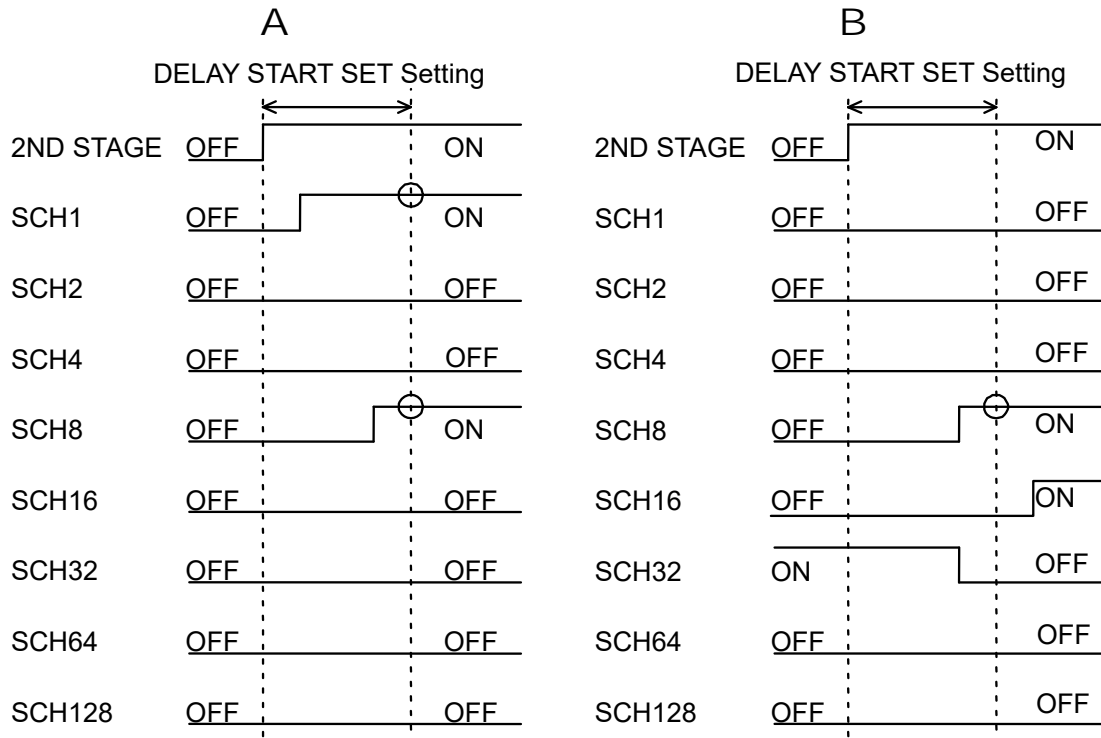 A
DELAY START SET Setting
2ND STAGE OFF ON
SCH1 OFF ON
SCH2 OFF OFF
SCH4 OFF OFF
SCH8 OFF ON
SCH16 OFF OFF
SCH32 OFF OFF
SCH64 OFF OFF
SCH128 OFF OFF
B
DELAY START SET Setting
2ND STAGE OFF ON
SCH1 OFF OFF
SCH2 OFF OFF
SCH4 OFF OFF
SCH8 OFF ON
SCH16 OFF ON
SCH32 ON OFF
SCH64 OFF OFF
SCH128 OFF OFF